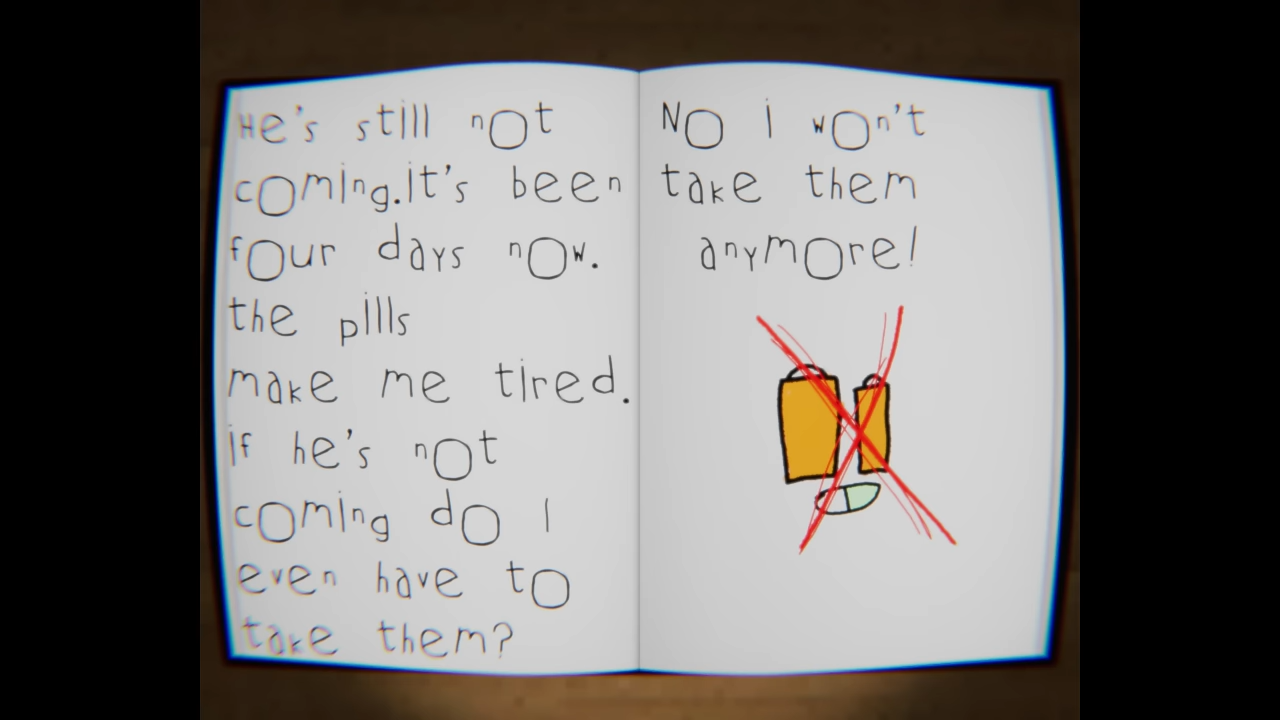 He's still not
coming.it's been
four days now.
the pills
make me tired.
if he's not
coming do I
even have to
take them?
No i won't
take them
anymore!